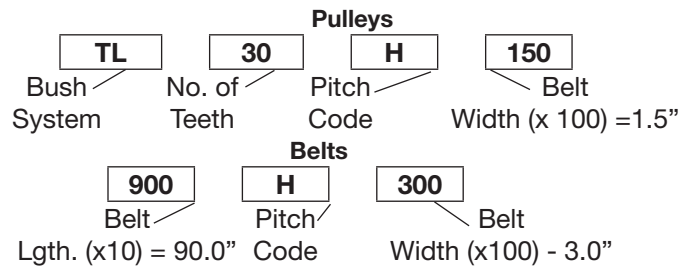 Pulleys
TL 30 H 150
Bush No. of Pitch Belt
System Teeth Code Width (x 100) =1.5”
Belts
900 H 300
Belt Pitch Belt
Lgth. (x10) = 90.0” Code Width (x100) - 3.0”